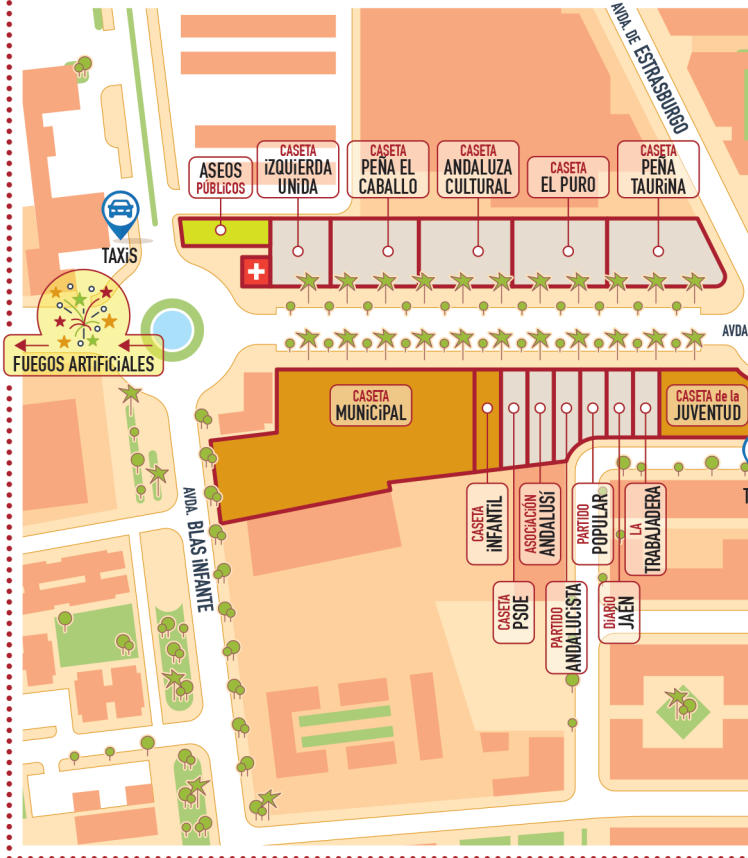 AVDA. DE ESTRASBURGO
ASEOS
PÚBLiCOS
CASETA
iZQUiERDA
UNiDA
CASETA
PEÑA EL
CABALLO
CASETA
ANDALUZA
CULTURAL
CASETA
EL PURO
CASETA
PEÑA
TAURiNA
TAXiS
FUEGOS ARTiFiCiALES
AVDA
CASETA
MUNiCiPAL
CASETA de la
JUVENTUD
AVDA. BLAS iNFANTE
CASETA
iNFANTiL
CASETA
PSOE
ASOCiACiÓN
ANDALUSÍ
PARTIDO
ANDALUCiSTA
PARTIDO
POPULAR
DiARiO
JAÉN
LA
TRABAJADERA